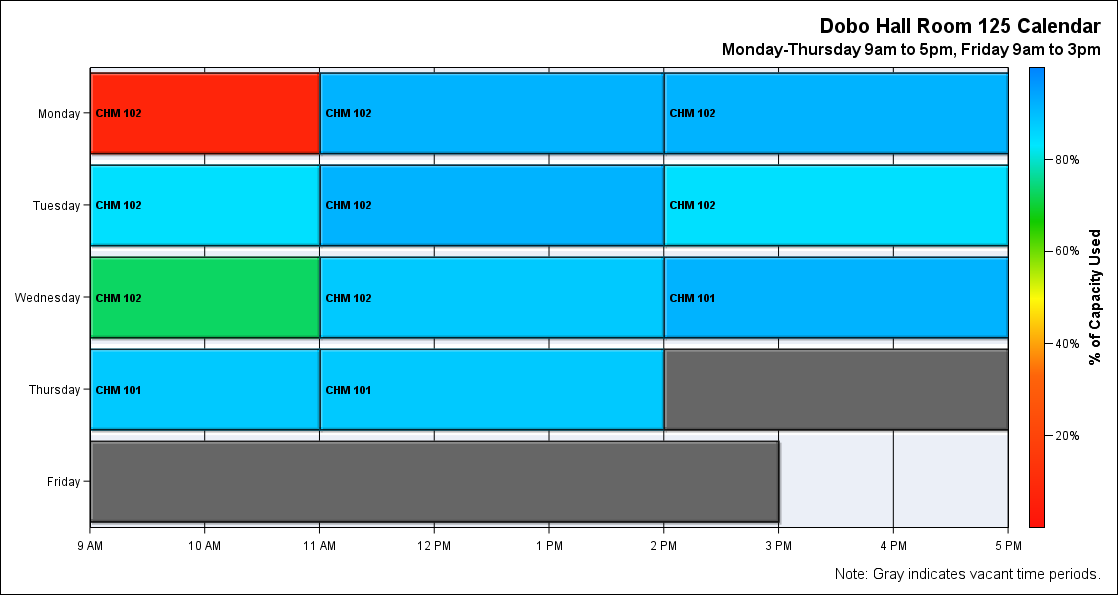 Dobo Hall Room 125 Calendar
Monday-Thursday 9am to 5pm, Friday 9am to 3pm
Monday
CHM 102
CHM 102
CHM 102
Tuesday
CHM 102
CHM 102
CHM 102
Wednesday
CHM 102
CHM 102
CHM 101
Thursday
CHM 101
CHM 101
Friday
9 AM
10 AM
11 AM
12 PM
1 PM
2 PM
3 PM
4 PM
5 PM
80%
60%
40%
20%
% of Capacity Used
Note: Gray indicates vacant time periods.